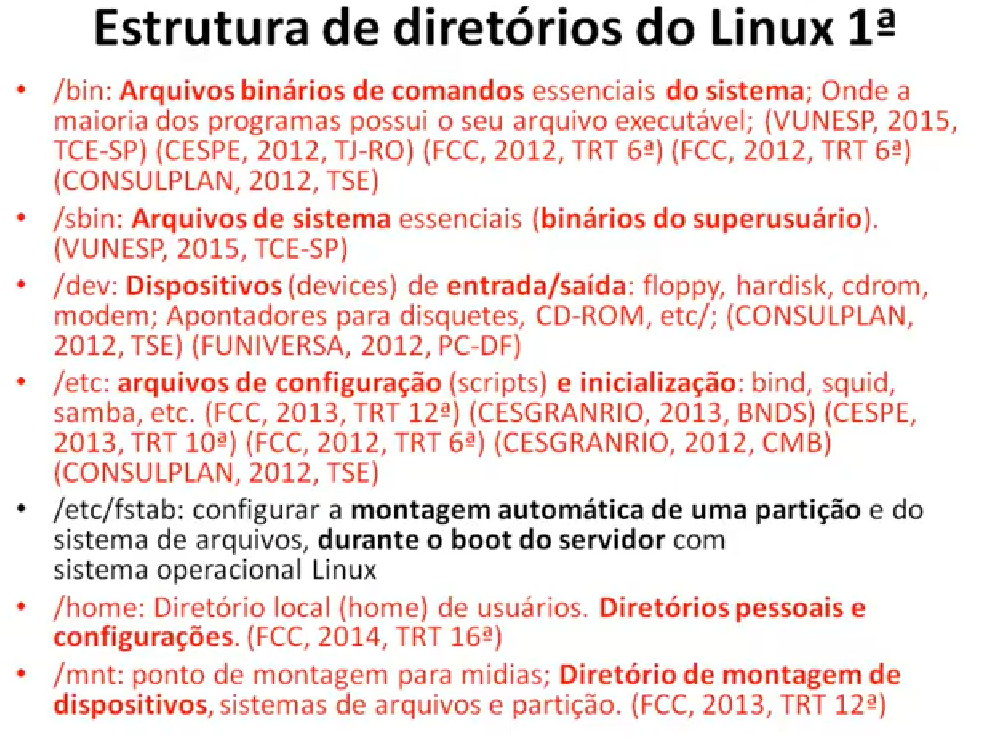 Estrutura de diretórios do Linux 1ª
• /bin: Arquivos binários de comandos essenciais do sistema; Onde a
maioria dos programas possui o seu arquivo executável; (VUNESP, 2015,
TCE-SP) (CESPE, 2012, TJ-RO) (FCC, 2012, TRT 6ª) (FCC, 2012, TRT 6ª)
(CONSULPLAN, 2012, TSE)
• /sbin: Arquivos de sistema essenciais (binários do superusuário).
(VUNESP, 2015, TCE-SP)
• /dev: Dispositivos (devices) de entrada/saída: floppy, hardisk, cdrom,
modem; Apontadores para disquetes, CD-ROM, etc/; (CONSULPLAN,
2012, TSE) (FUNIVERSA, 2012, PC-DF)
• /etc: arquivos de configuração (scripts) e inicialização: bind, squid,
samba, etc. (FCC, 2013, TRT 12ª) (CESGRANRIO, 2013, BNDS) (CESPE,
2013, TRT 10ª) (FCC, 2012, TRT 6ª) (CESGRANRIO, 2012, CMB)
(CONSULPLAN, 2012, TSE)
• /etc/fstab: configurar a montagem automática de uma partição e do
sistema de arquivos, durante o boot do servidor com
sistema operacional Linux
• /home: Diretório local (home) de usuários. Diretórios pessoais e
configurações. (FCC, 2014, TRT 16ª)
• /mnt: ponto de montagem para midias; Diretório de montagem de
dispositivos, sistemas de arquivos e partição. (FCC, 2013, TRT 12ª)